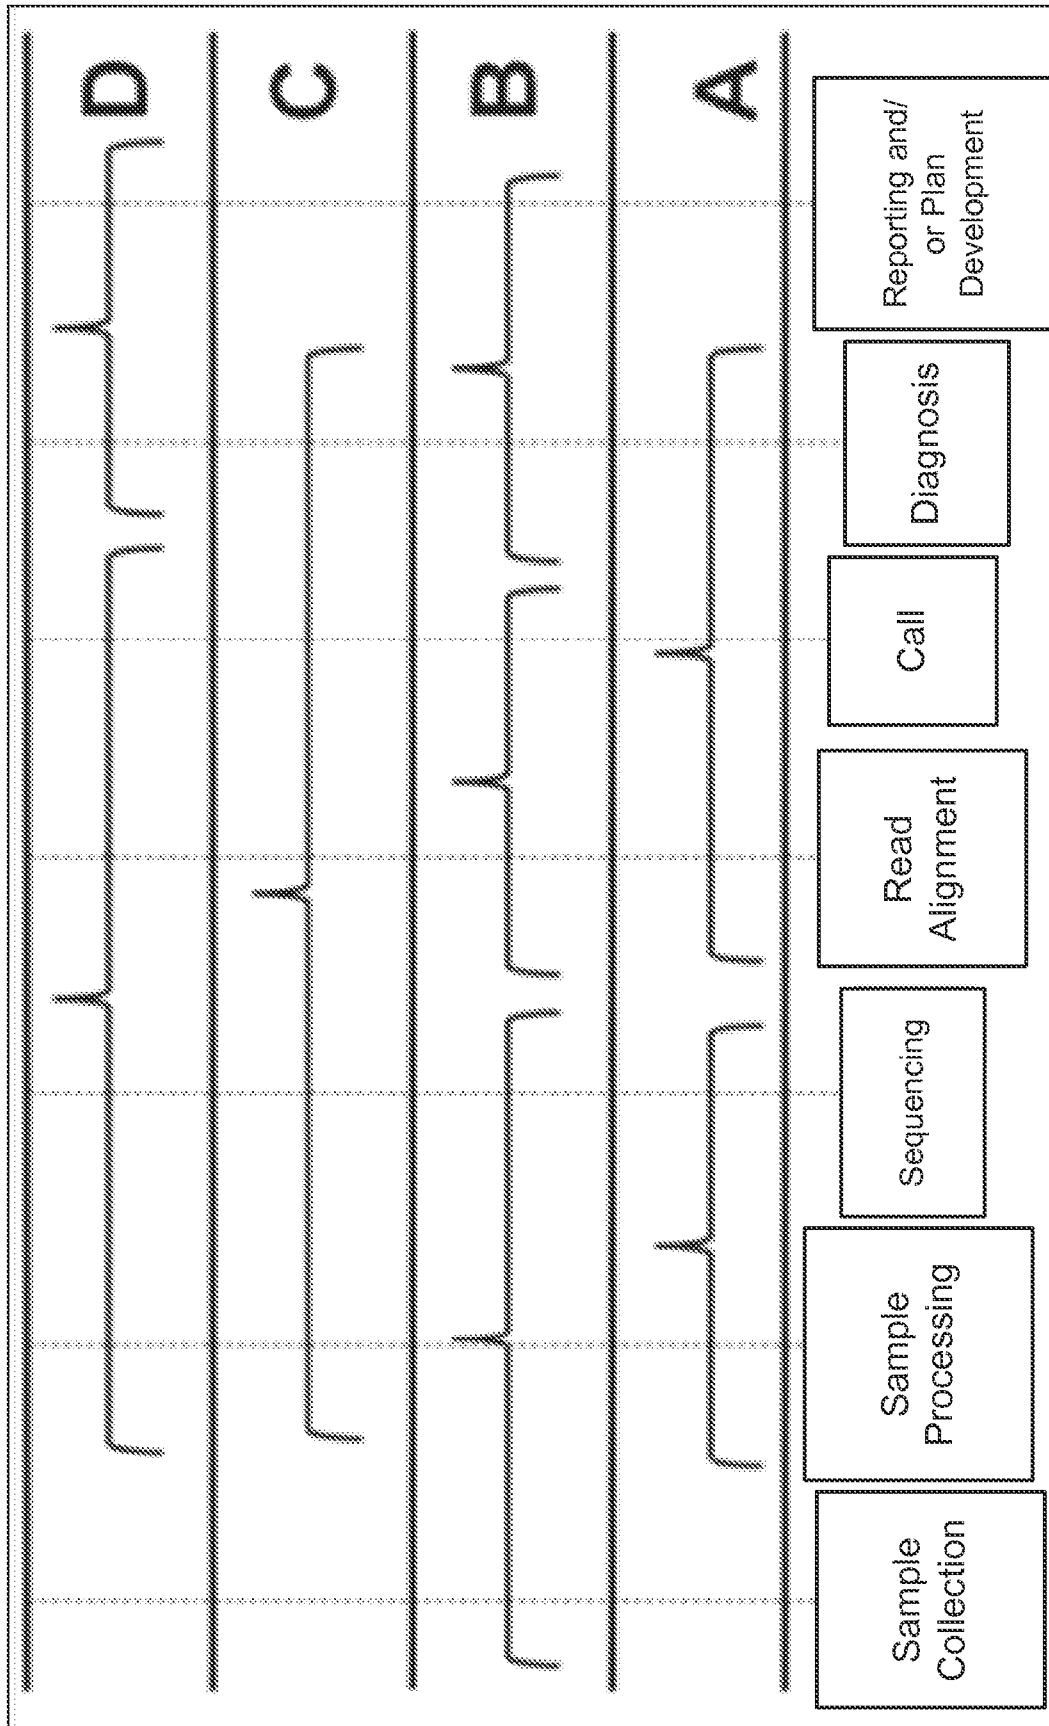 D
C
B
A
Sample
Collection
Sample
Processing
Sequencing
Read
Alignment
Call
Diagnosis
Reporting and/
or Plan
Development